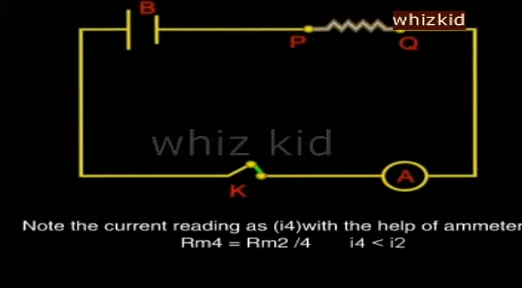 B
whizkid
P
Q
whiz kid
K
A
Note the current reading as (i4)with the help of ammeter
Rm4 = Rm2 /4 i4 < i2